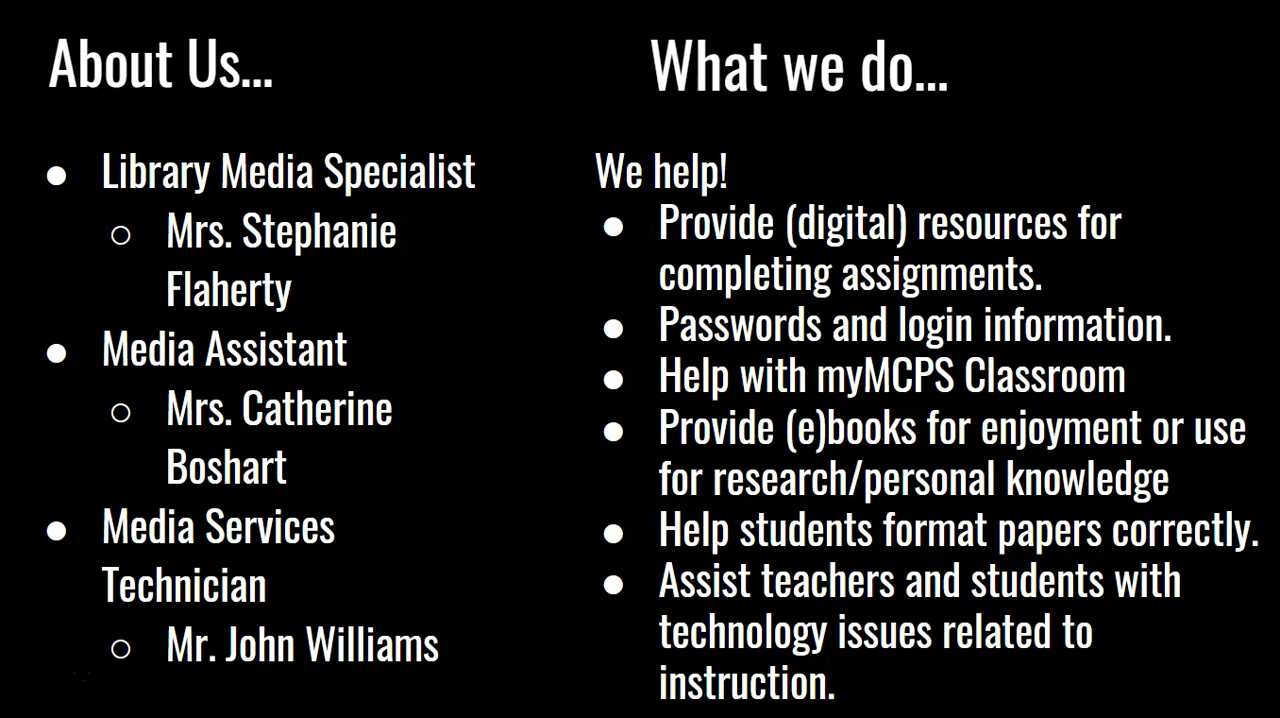 About Us...
● Library Media Specialist
○ Mrs. Stephanie
Flaherty
● Media Assistant
○ Mrs. Catherine
Boshart
● Media Services
Technician
○ Mr. John Williams
What we do...
We help!
● Provide (digital) resources for
completing assignments.
● Passwords and login information.
● Help with myMCPS Classroom
● Provide (e)books for enjoyment or use
for research/personal knowledge
● Help students format papers correctly.
● Assist teachers and students with
technology issues related to
instruction.